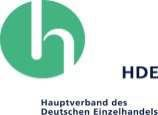 h
HDE
Hauptverband des
Deutschen Einzelhandels